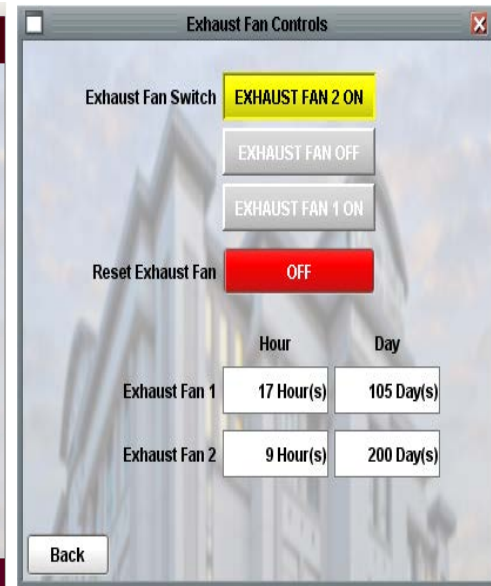 Exhaust Fan Controls
Exhaust Fan Switch EXHAUST FAN 2 ON
EXHAUST FAN OFF
EXHAUST FAN 1 ON
Reset Exhaust Fan OFF
Hour Day
Exhaust Fan 1 17 Hour(s) 105 Day(s)
Exhaust Fan 2 9 Hour(s) 200 Day(s)
Back